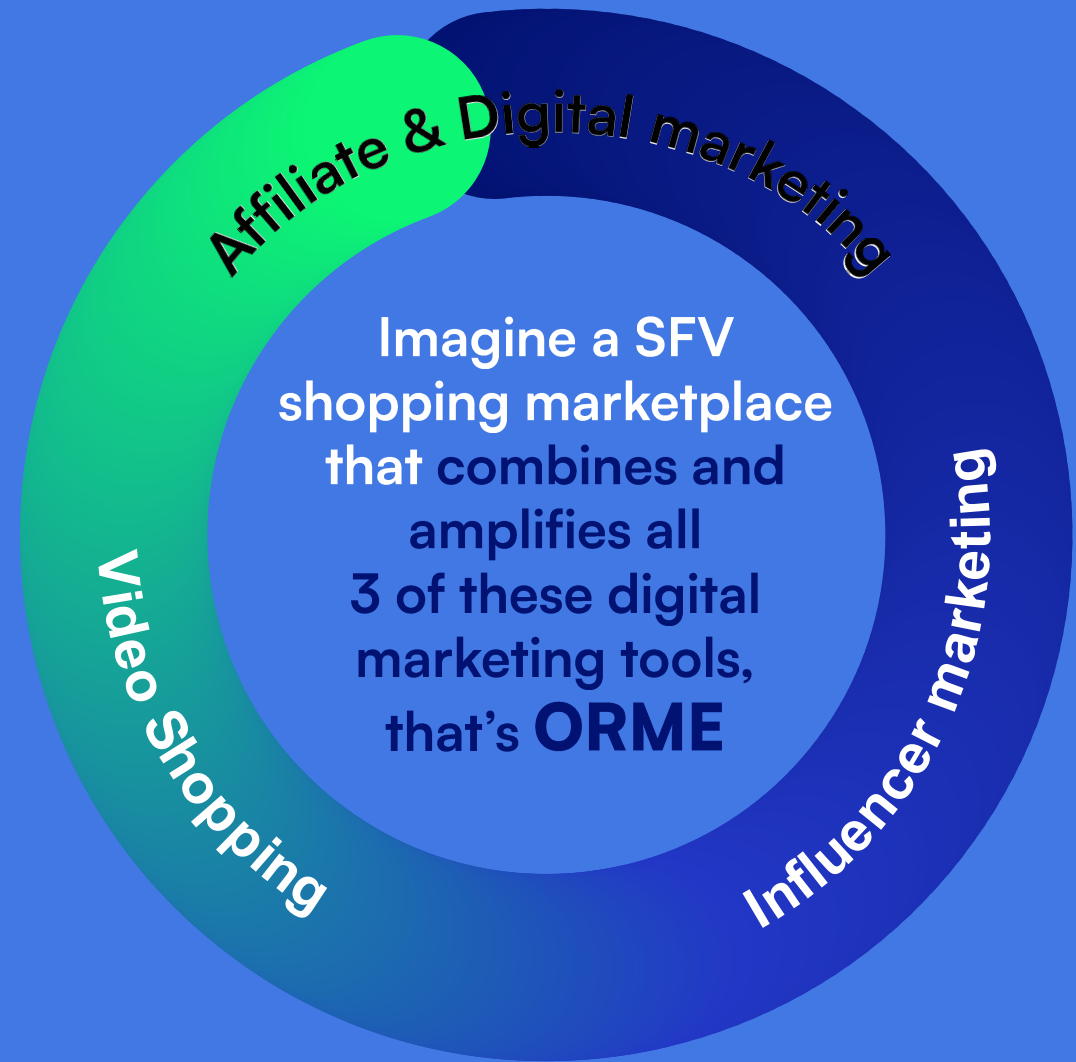 Affiliate & Digital marketing
Imagine a SFV
shopping marketplace
that combines and
amplifies all
3 of these digital
marketing tools,
that’s ORME
Video Shopping
Influencer marketing